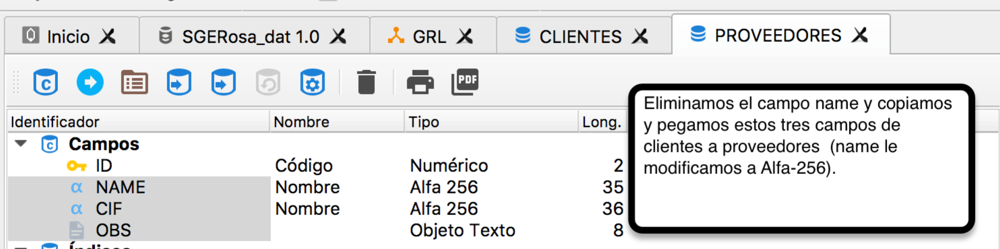 Inicio SGERosa_dat 1.0 GRL CLIENTES PROVEEDORES
c PDF
Identificador Nombre Tipo Long.
c Campos
ID Código Numérico 2
α NAME Nombre Alfa 256 35
α CIF Nombre Alfa 256 36
OBS Objeto Texto 8
Índices
Eliminamos el campo name y copiamos
y pegamos estos tres campos de
clientes a proveedores (name le
modificamos a Alfa-256).